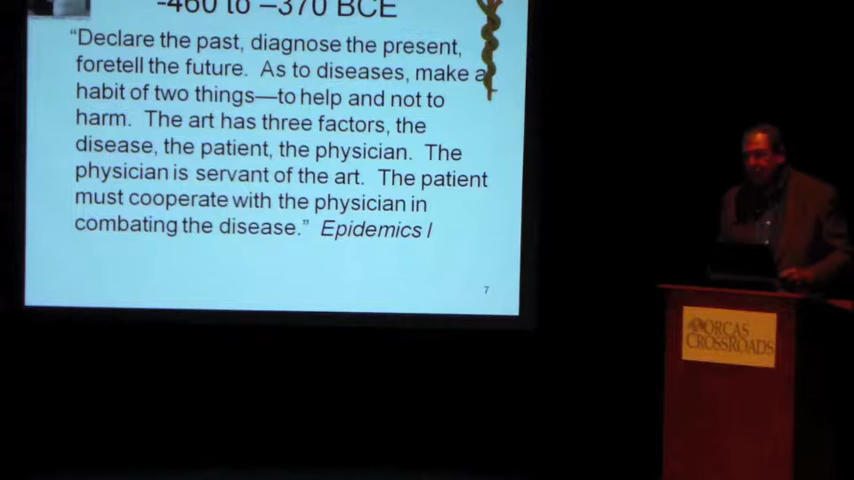 -460 to –370 BCE
“Declare the past, diagnose the present,
foretell the future. As to diseases, make a
habit of two things—to help and not to
harm. The art has three factors, the
disease, the patient, the physician. The
physician is servant of the art. The patient
must cooperate with the physician in
combating the disease.” Epidemics I
7
ORCAS
CROSSROADS